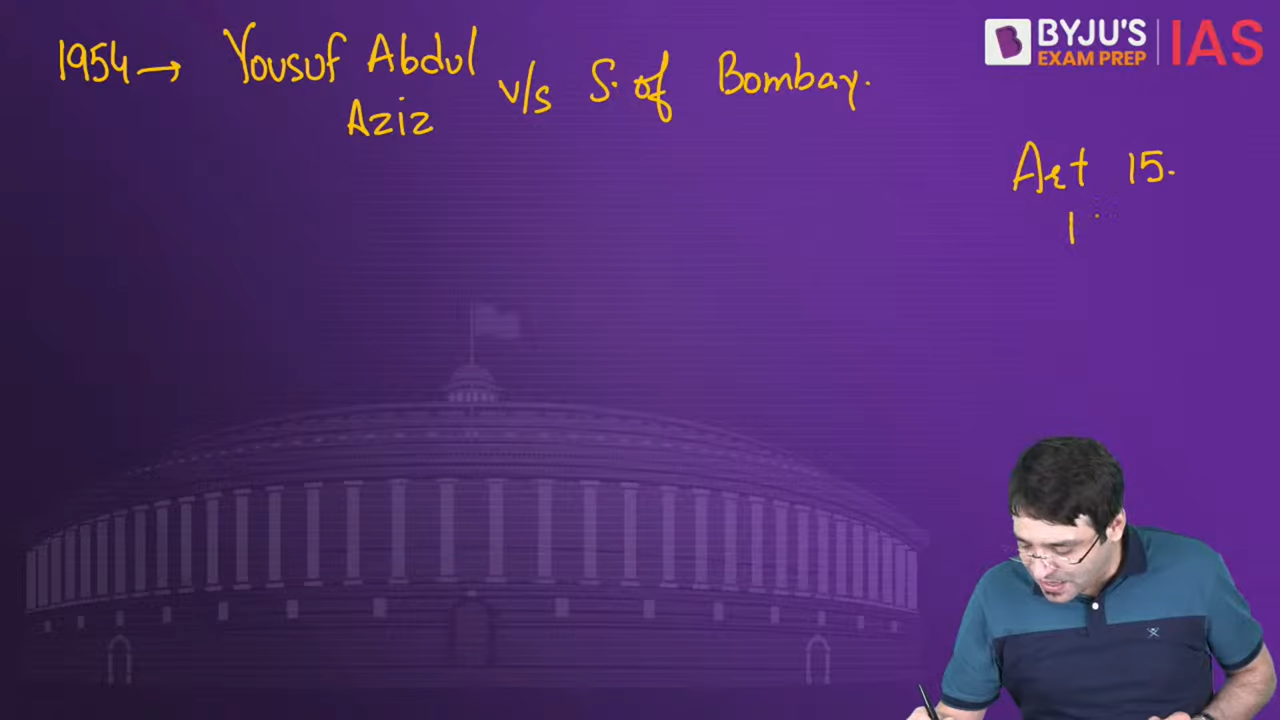 1954 → Yousuf Abdul Aziz v/s S. of Bombay.
BYJU'S
EXAM PREP
IAS
Art 15.
1